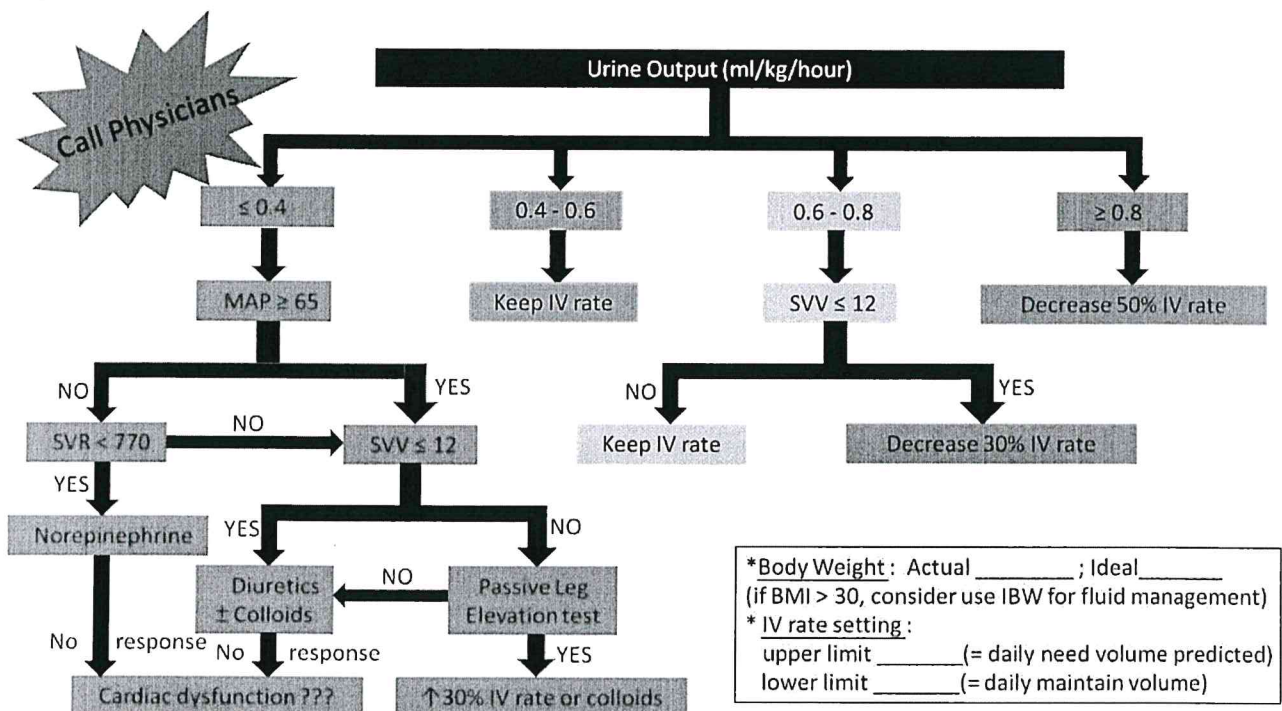 Call Physicians
Urine Output (ml/kg/hour)
≤ 0.4
0.4 - 0.6
0.6 - 0.8
≥ 0.8
MAP ≥ 65
Keep IV rate
SVV ≤ 12
Decrease 50% IV rate
NO
YES
NO
YES
SVR < 770
NO
SVV ≤ 12
Keep IV rate
Decrease 30% IV rate
YES
Norepinephrine
YES
NO
Diuretics
± Colloids
NO
Passive Leg
Elevation test
No response
No response
YES
Cardiac dysfunction ???
↑30% IV rate or colloids
*Body Weight: Actual ________ ; Ideal______
(if BMI > 30, consider use IBW for fluid management)
* IV rate setting :
upper limit _______(= daily need volume predicted)
lower limit _______(= daily maintain volume)